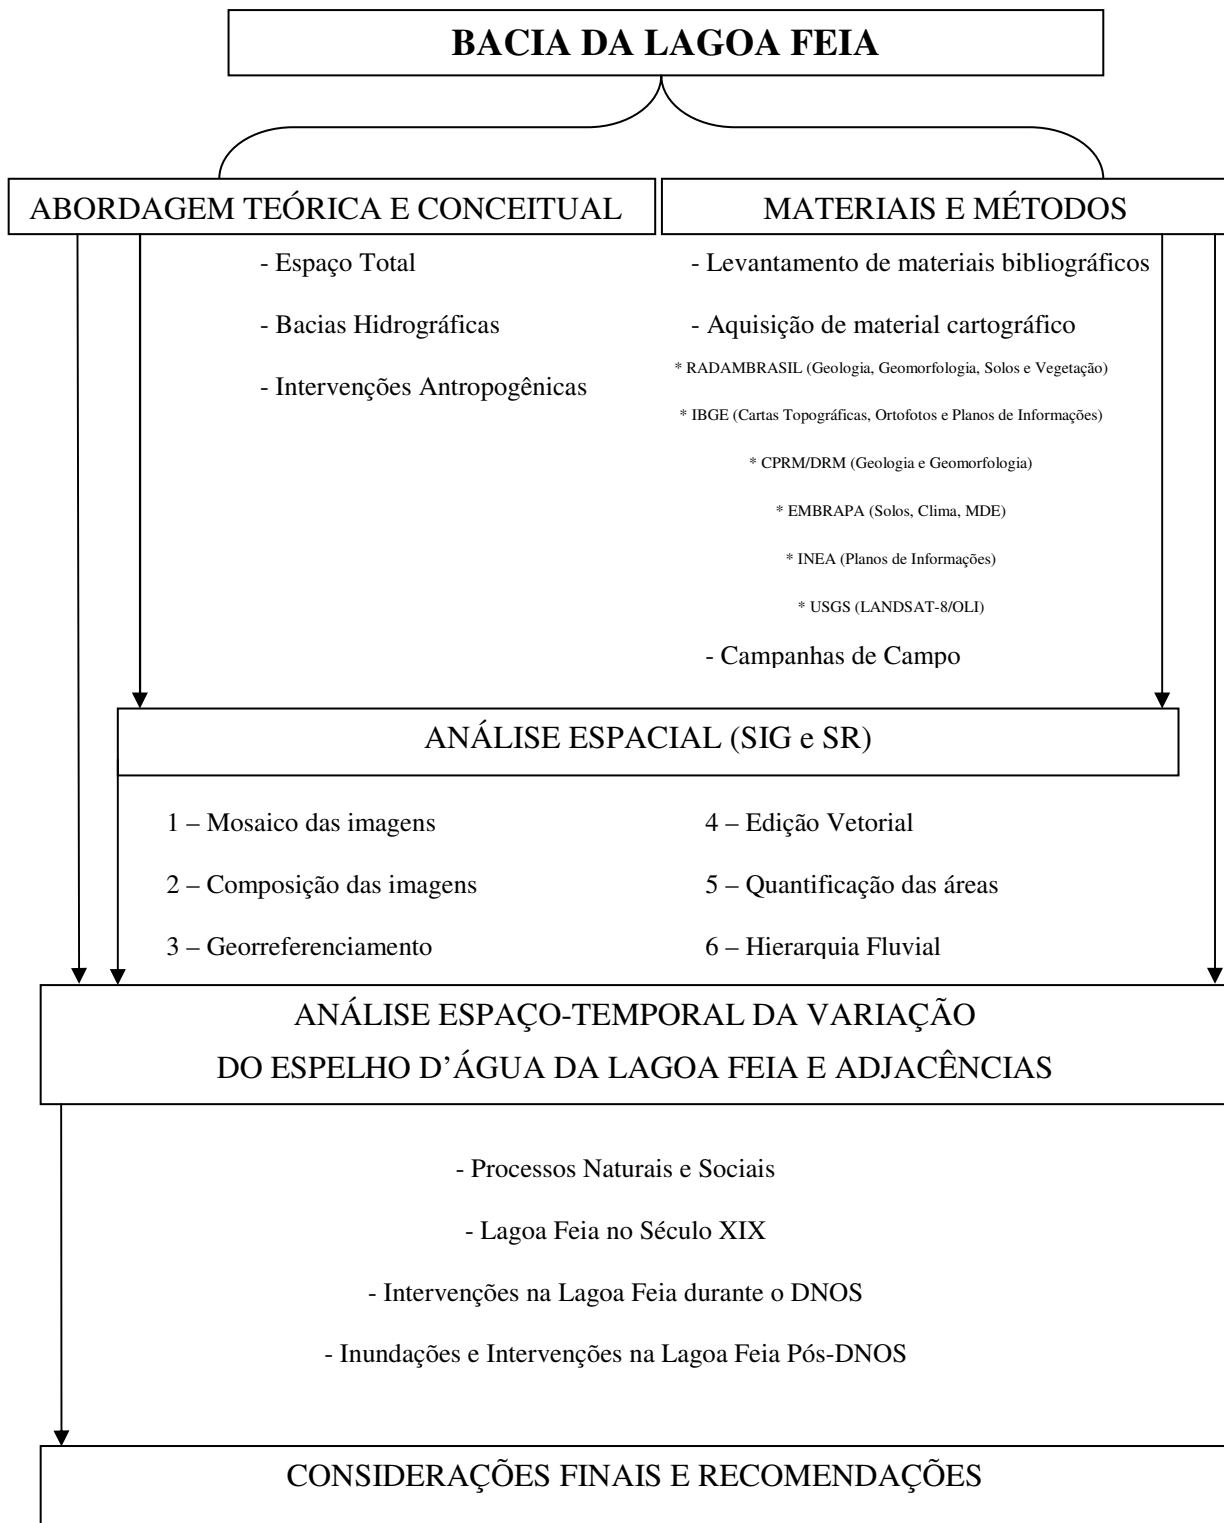 BACIA DA LAGOA FEIA
ABORDAGEM TEÓRICA E CONCEITUAL
- Espaço Total
- Bacias Hidrográficas
- Intervenções Antropogênicas
MATERIAIS E MÉTODOS
- Levantamento de materiais bibliográficos
- Aquisição de material cartográfico
* RADAMBRASIL (Geologia, Geomorfologia, Solos e Vegetação)
* IBGE (Cartas Topográficas, Ortofotos e Planos de Informações)
* CPRM/DRM (Geologia e Geomorfologia)
* EMBRAPA (Solos, Clima, MDE)
* INEA (Planos de Informações)
* USGS (LANDSAT-8/OLI)
- Campanhas de Campo
ANÁLISE ESPACIAL (SIG e SR)
1 – Mosaico das imagens
2 – Composição das imagens
3 – Georreferenciamento
4 – Edição Vetorial
5 – Quantificação das áreas
6 – Hierarquia Fluvial
ANÁLISE ESPAÇO-TEMPORAL DA VARIAÇÃO
DO ESPELHO D’ÁGUA DA LAGOA FEIA E ADJACÊNCIAS
- Processos Naturais e Sociais
- Lagoa Feia no Século XIX
- Intervenções na Lagoa Feia durante o DNOS
- Inundações e Intervenções na Lagoa Feia Pós-DNOS
CONSIDERAÇÕES FINAIS E RECOMENDAÇÕES